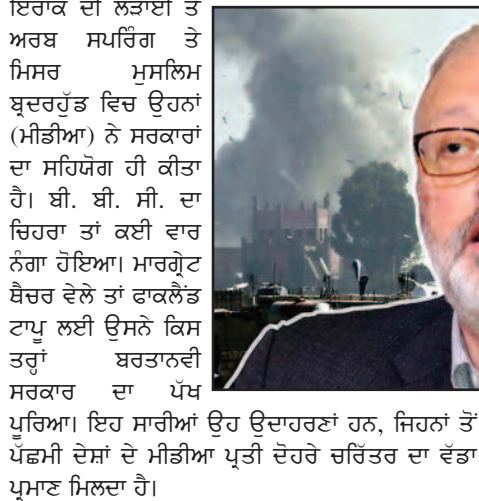 ਇਰਾਕ ਦੀ ਲੜਾਈ ਤੇ
ਅਰਬ ਸਪਰਿੰਗ ਤੇ
ਮਿਸਰ ਮੁਸਲਿਮ
ਬ੍ਰਦਰਹੁੱਡ ਵਿਚ ਉਹਨਾਂ
(ਮੀਡੀਆ) ਨੇ ਸਰਕਾਰਾਂ
ਦਾ ਸਹਿਯੋਗ ਹੀ ਕੀਤਾ
ਹੈ। ਬੀ. ਬੀ. ਸੀ. ਦਾ
ਚਿਹਰਾ ਤਾਂ ਕਈ ਵਾਰ
ਨੰਗਾ ਹੋਇਆ। ਮਾਰਗ੍ਰੇਟ
ਥੈਚਰ ਵੇਲੇ ਤਾਂ ਫਾਕਲੈਂਡ
ਟਾਪੂ ਲਈ ਉਸਨੇ ਕਿਸ
ਤਰ੍ਹਾਂ ਬਰਤਾਨਵੀ
ਸਰਕਾਰ ਦਾ ਪੱਖ
ਪੂਰਿਆ। ਇਹ ਸਾਰੀਆਂ ਉਹ ਉਦਾਹਰਣਾਂ ਹਨ, ਜਿਹਨਾਂ ਤੋਂ
ਪੱਛਮੀ ਦੇਸ਼ਾਂ ਦੇ ਮੀਡੀਆ ਪ੍ਰਤੀ ਦੋਹਰੇ ਚਰਿੱਤਰ ਦਾ ਵੱਡਾ
ਪ੍ਰਮਾਣ ਮਿਲਦਾ ਹੈ।